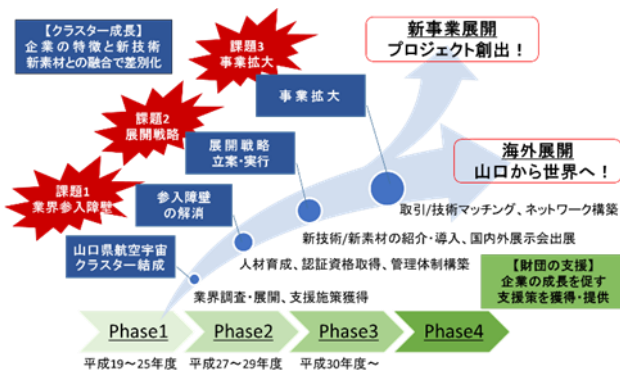 【クラスター成長】
企業の特徴と新技術
新素材との融合で差別化
課題3
事業拡大
新事業展開
プロジェクト創出！
課題2
展開戦略
事業拡大
展開戦略
立案・実行
海外展開
山口から世界へ！
課題1
業界参入障壁
参入障壁
の解消
取引/技術マッチング、ネットワーク構築
新技術/新素材の紹介・導入、国内外展示会出展
山口県航空宇宙
クラスター結成
人材育成、認証資格取得、管理体制構築
【財団の支援】
企業の成長を促す
支援策を獲得・提供
業界調査・展開、支援施策獲得
Phase1
Phase2
Phase3
Phase4
平成19～25年度
平成27～29年度
平成30年度～